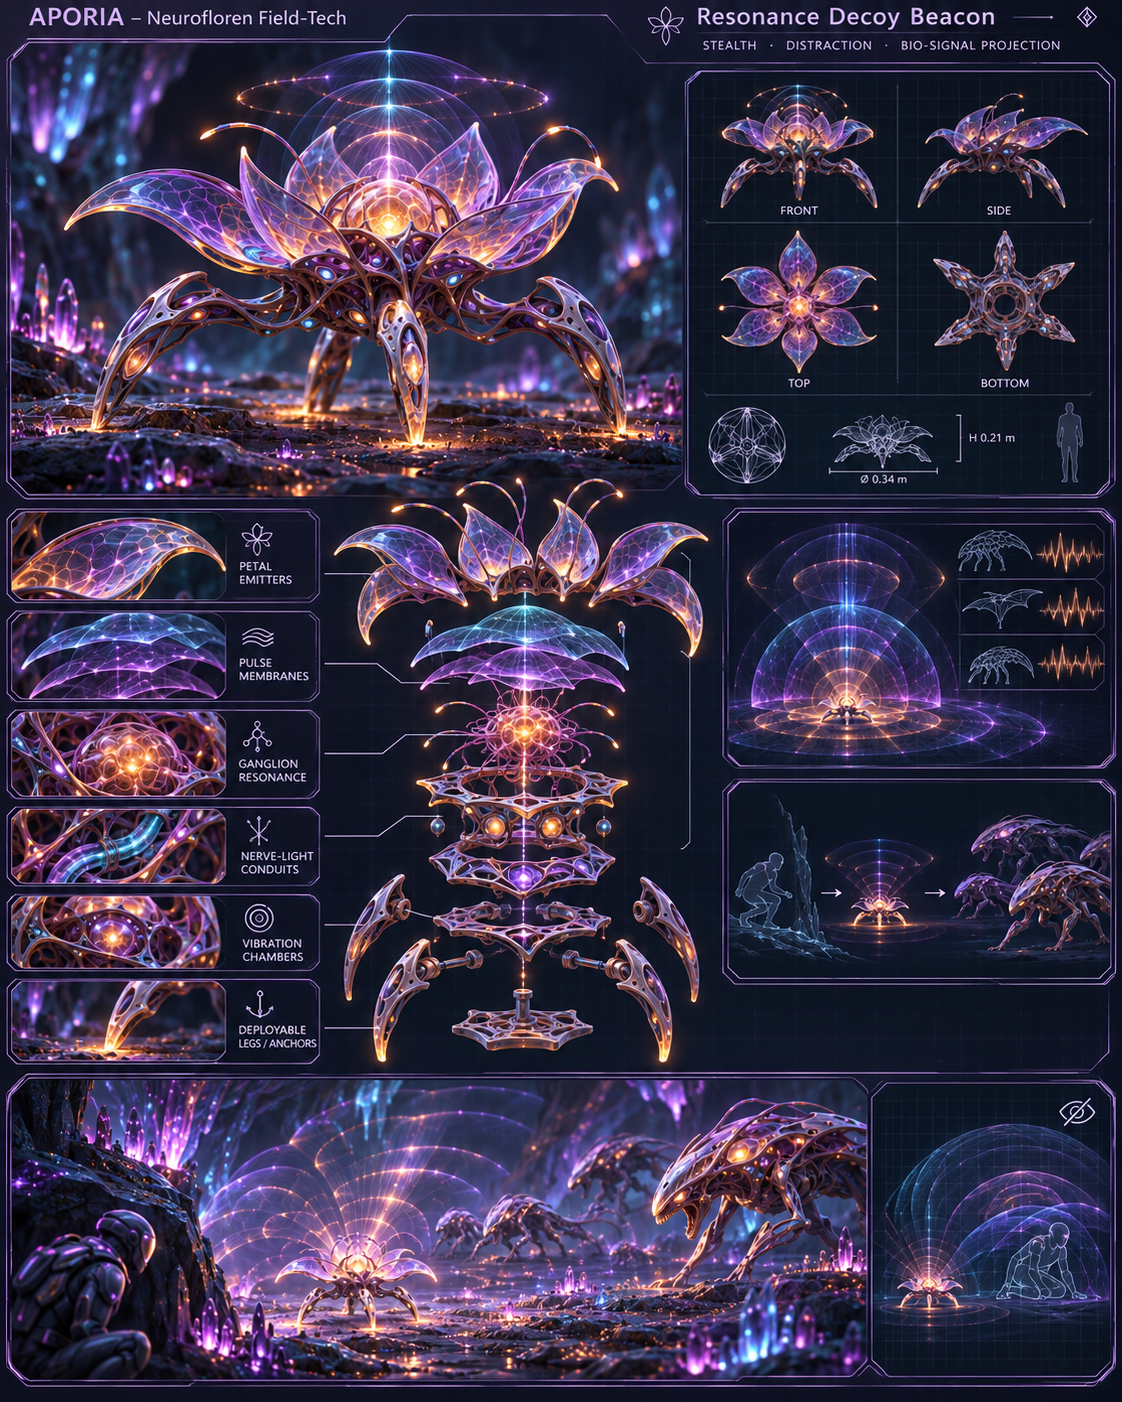 APORIA – Neurofloren Field-Tech
Resonance Decoy Beacon
STEALTH · DISTRACTION · BIO-SIGNAL PROJECTION
FRONT
SIDE
TOP
BOTTOM
H 0.21 m
Ø 0.34 m
PETAL
EMITTERS
PULSE
MEMBRANES
GANGLION
RESONANCE
NERVE-LIGHT
CONDUITS
VIBRATION
CHAMBERS
DEPLOYABLE
LEGS / ANCHORS